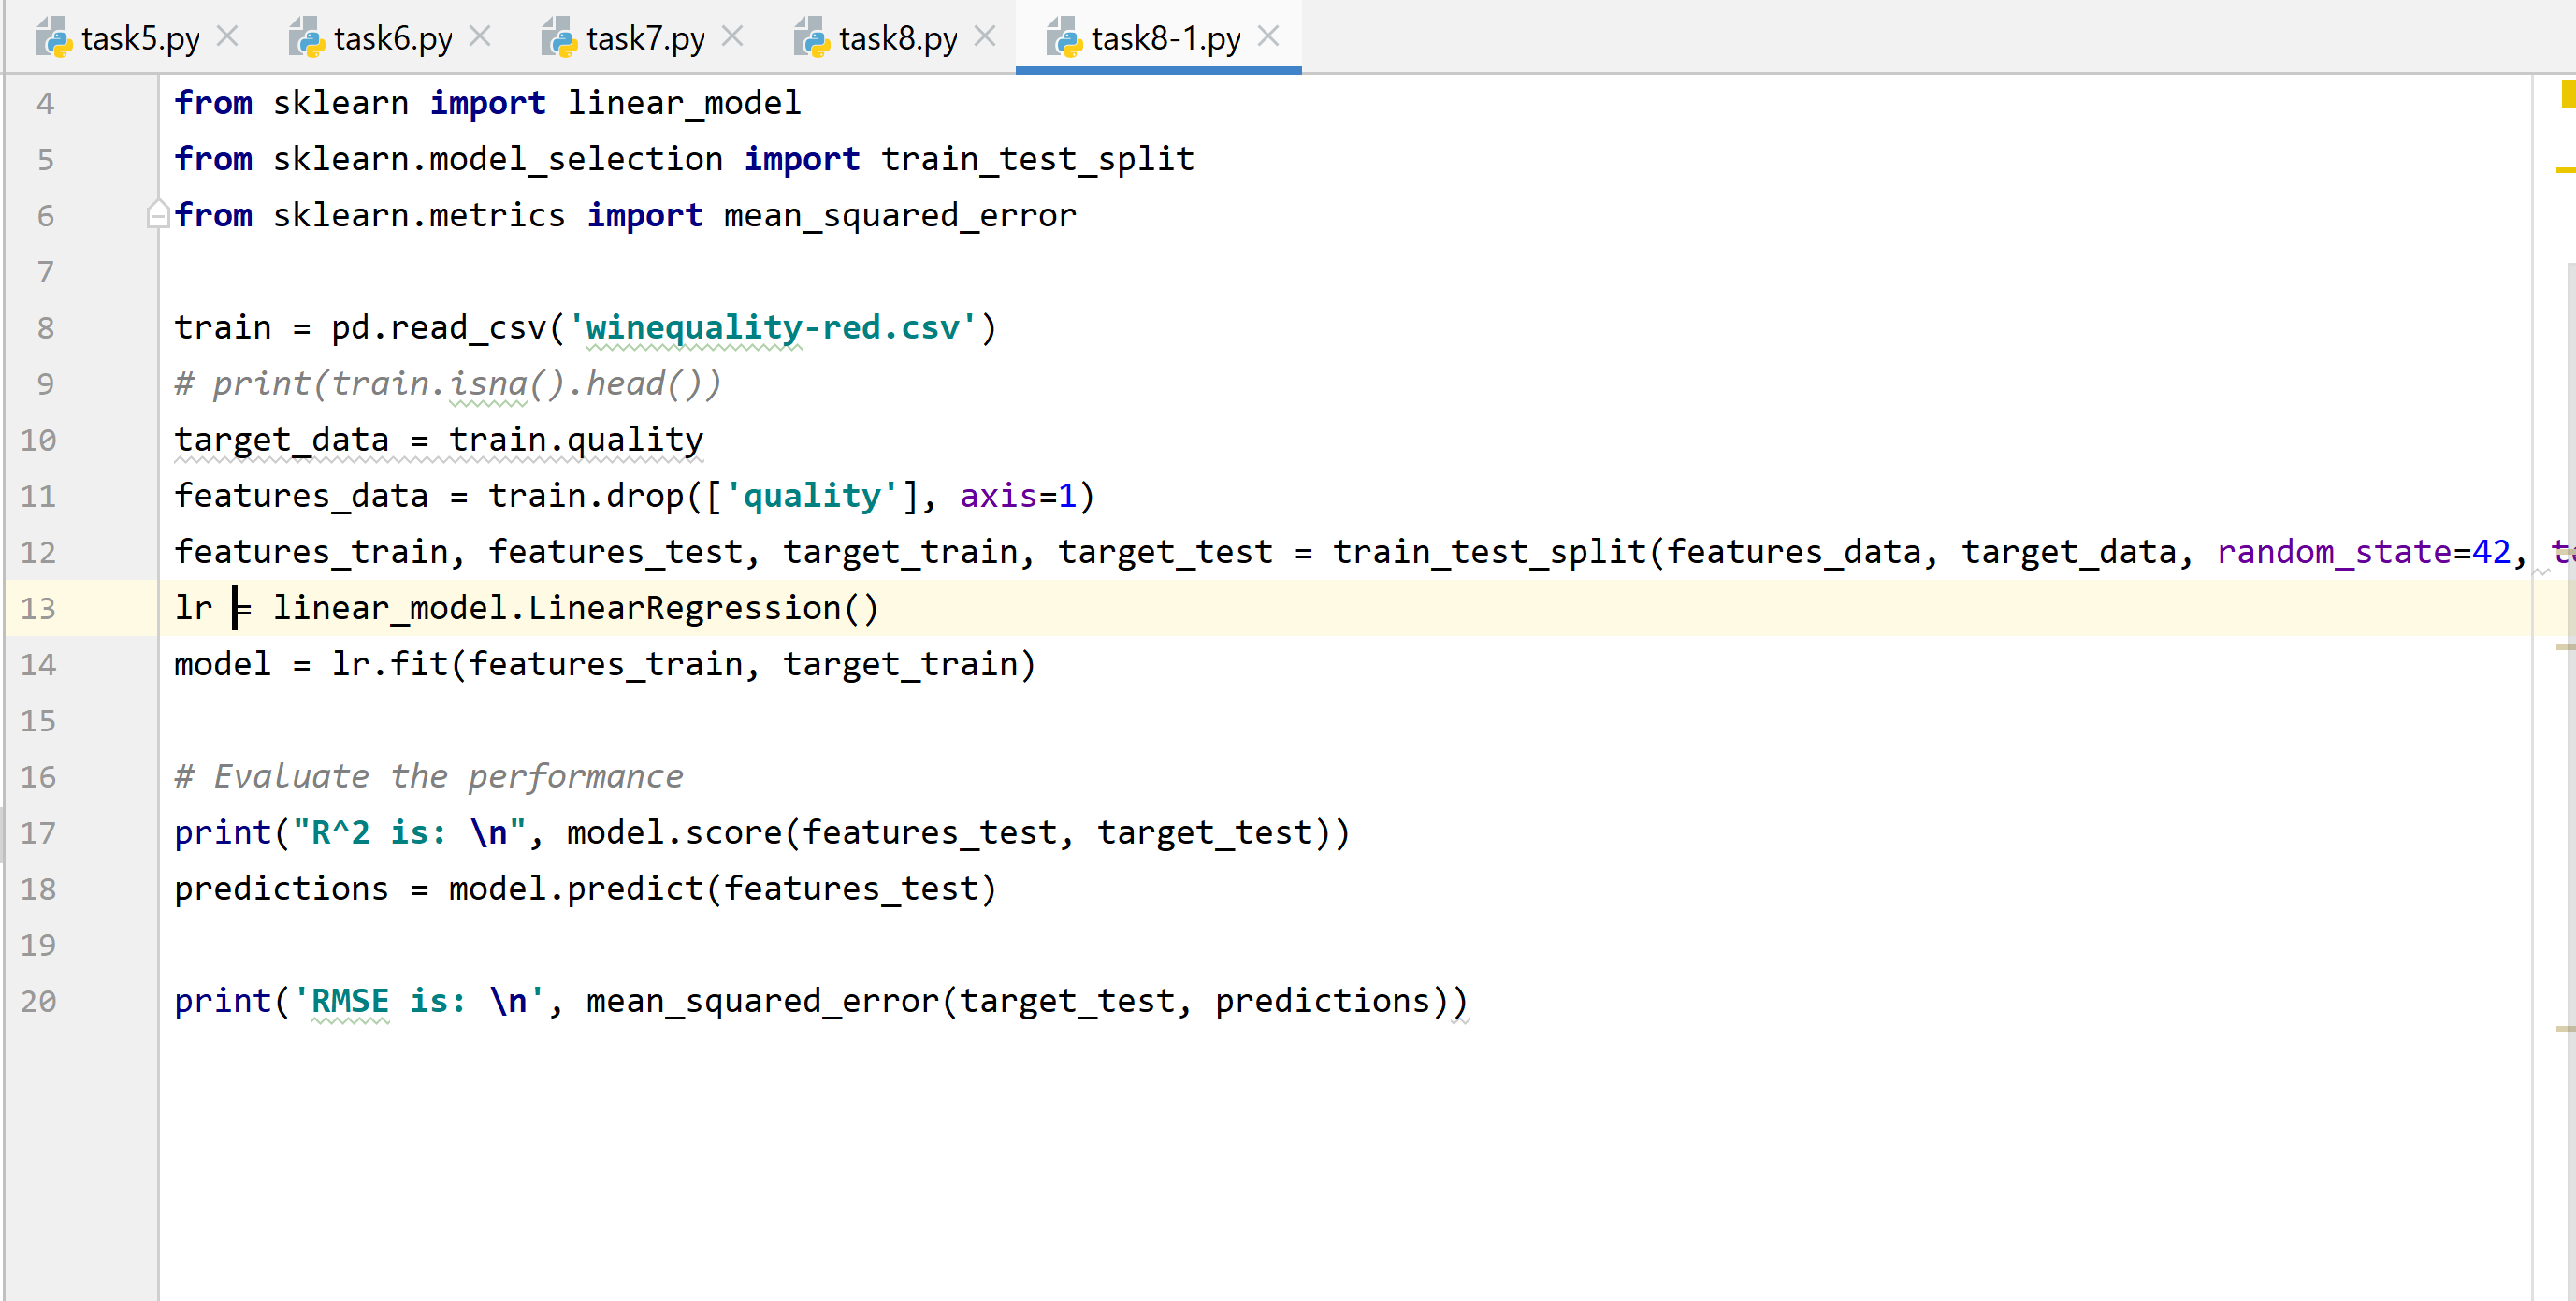 task5.py task6.py task7.py task8.py task8-1.py
4 from sklearn import linear_model
5 from sklearn.model_selection import train_test_split
6 from sklearn.metrics import mean_squared_error
7
8 train = pd.read_csv('winequality-red.csv')
9 # print(train.isna().head())
10 target_data = train.quality
11 features_data = train.drop(['quality'], axis=1)
12 features_train, features_test, target_train, target_test = train_test_split(features_data, target_data, random_state=42,
13 lr = linear_model.LinearRegression()
14 model = lr.fit(features_train, target_train)
15
16 # Evaluate the performance
17 print("R^2 is: \n", model.score(features_test, target_test))
18 predictions = model.predict(features_test)
19
20 print('RMSE is: \n', mean_squared_error(target_test, predictions))